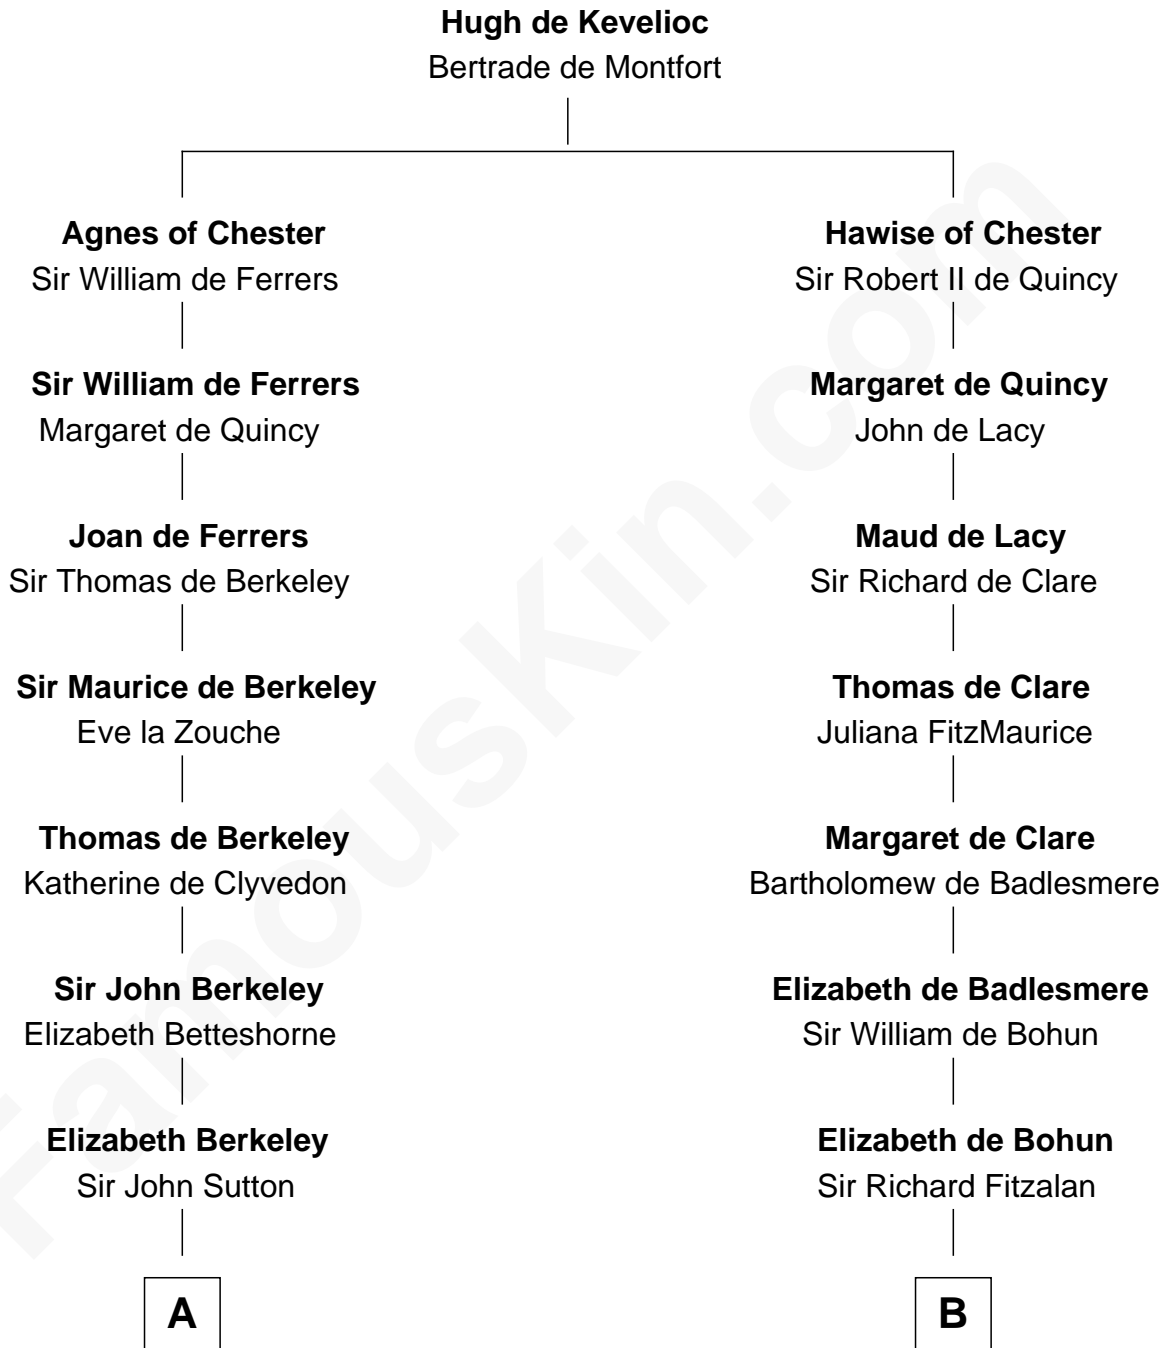 Hugh de Kevelioc
Bertrade de Montfort
Agnes of Chester
Sir William de Ferrers
Hawise of Chester
Sir Robert II de Quincy
Sir William de Ferrers
Margaret de Quincy
Margaret de Quincy
John de Lacy
Joan de Ferrers
Sir Thomas de Berkeley
Maud de Lacy
Sir Richard de Clare
Sir Maurice de Berkeley
Eve la Zouche
Thomas de Clare
Juliana FitzMaurice
Thomas de Berkeley
Katherine de Clyvedon
Margaret de Clare
Bartholomew de Badlesmere
Sir John Berkeley
Elizabeth Betteshorne
Elizabeth de Badlesmere
Sir William de Bohun
Elizabeth Berkeley
Sir John Sutton
Elizabeth de Bohun
Sir Richard Fitzalan
A
B
FamousKin.com